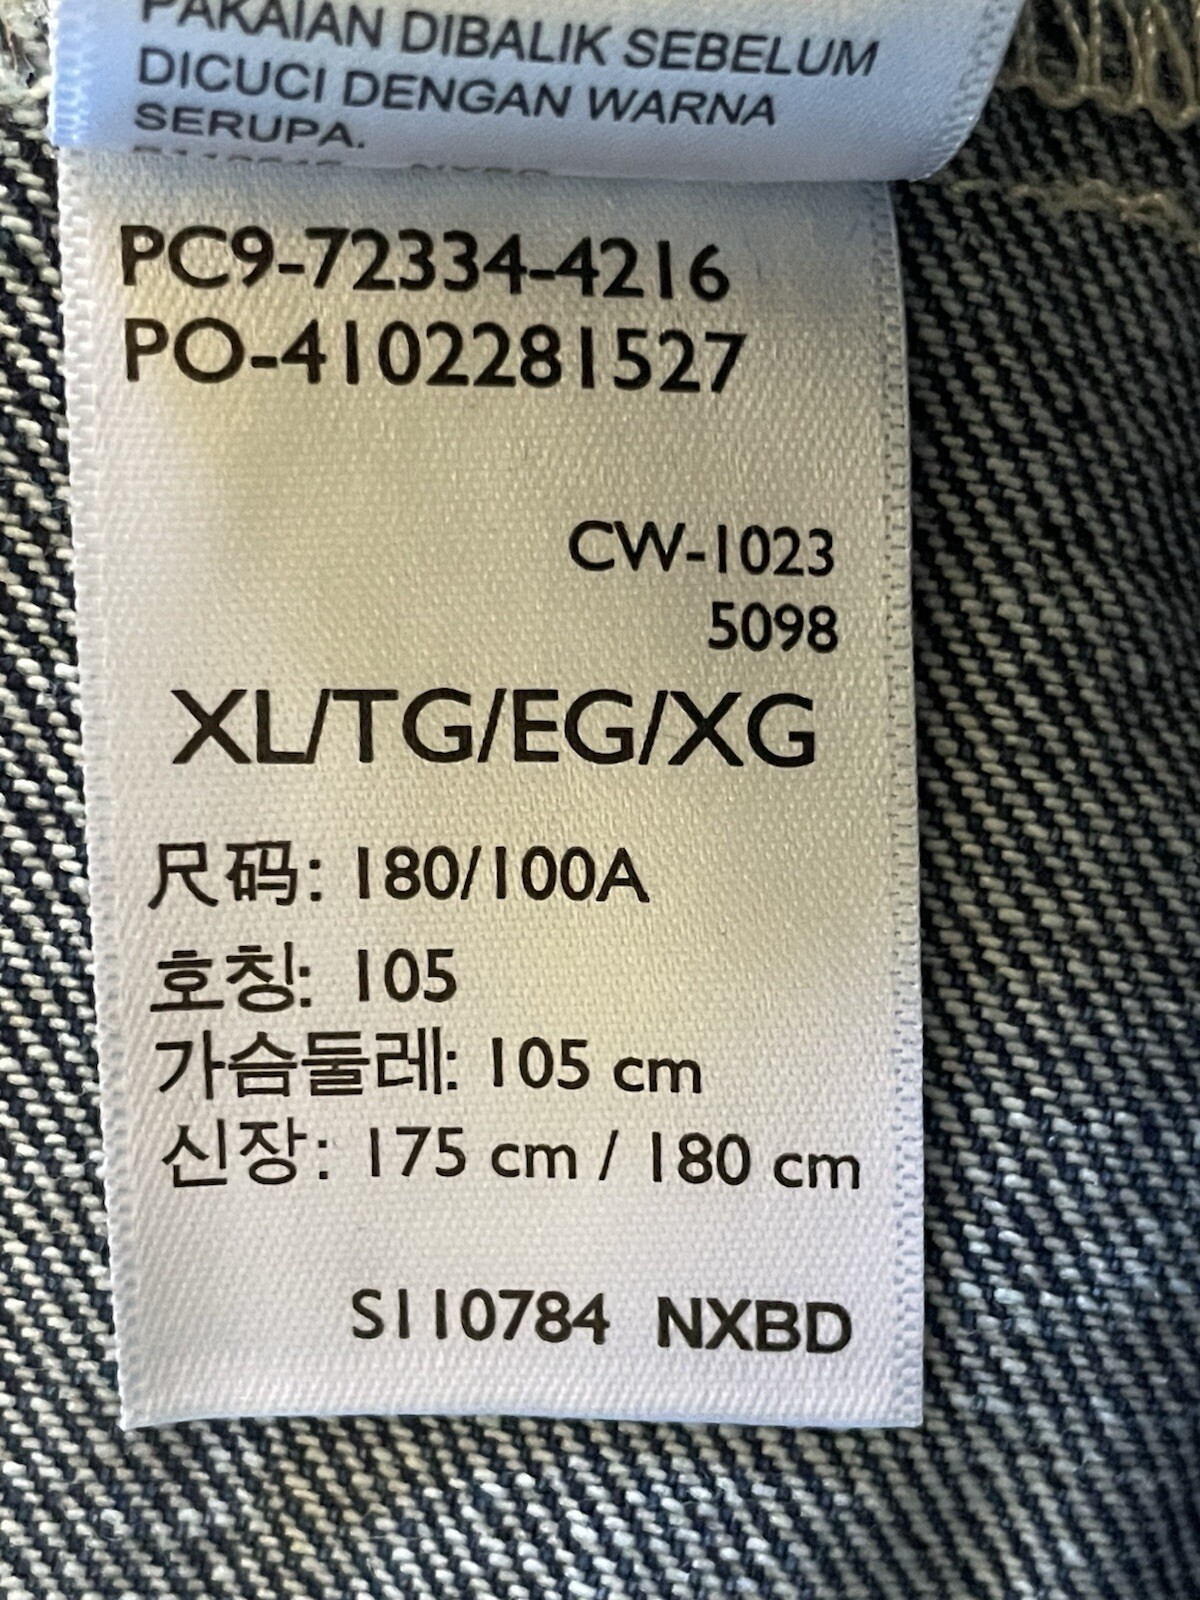 PAKAIAN DIBALIK SEBELUM
DICUCI DENGAN WARNA
SERUPA.
PC9-72334-4216
PO-4102281527
CW-1023
5098
XL/TG/EG/XG
尺码: 180/100A
호칭: 105
가슴둘레: 105 cm
신장: 175 cm / 180 cm
S110784 NXBD